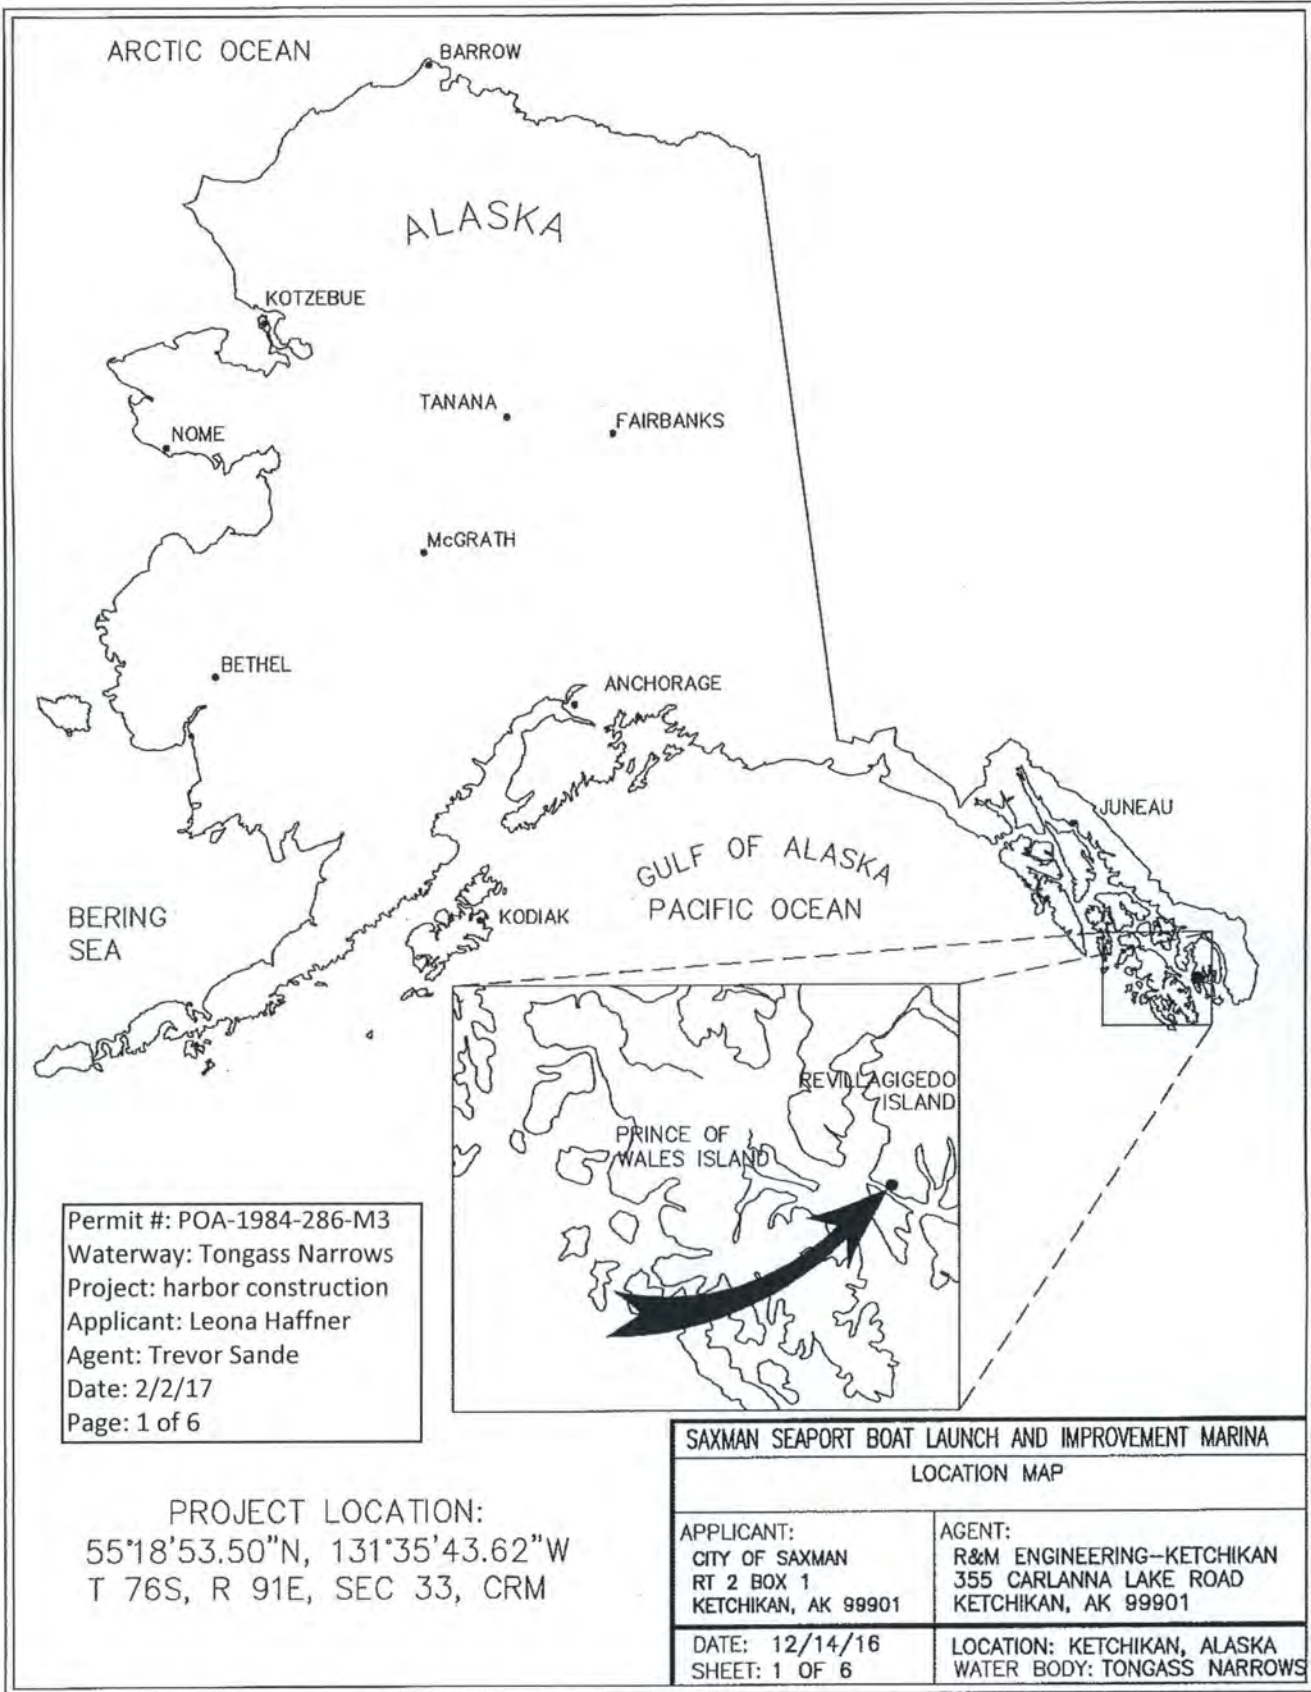 ARCTIC OCEAN
BARROW
ALASKA
KOTZEBUE
TANANA
FAIRBANKS
NOME
McGRATH
BETHEL
ANCHORAGE
JUNEAU
GULF OF ALASKA
PACIFIC OCEAN
KODIAK
BERING
SEA
REVILLAGIGEDO
ISLAND
PRINCE OF
WALES ISLAND
Permit #: POA-1984-286-M3
Waterway: Tongass Narrows
Project: harbor construction
Applicant: Leona Haffner
Agent: Trevor Sande
Date: 2/2/17
Page: 1 of 6
PROJECT LOCATION:
55°18'53.50"N, 131°35'43.62"W
T 76S, R 91E, SEC 33, CRM
SAXMAN SEAPORT BOAT LAUNCH AND IMPROVEMENT MARINA
LOCATION MAP
APPLICANT:
CITY OF SAXMAN
RT 2 BOX 1
KETCHIKAN, AK 99901
AGENT:
R&M ENGINEERING-KETCHIKAN
355 CARLANNA LAKE ROAD
KETCHIKAN, AK 99901
DATE: 12/14/16
SHEET: 1 OF 6
LOCATION: KETCHIKAN, ALASKA
WATER BODY: TONGASS NARROWS